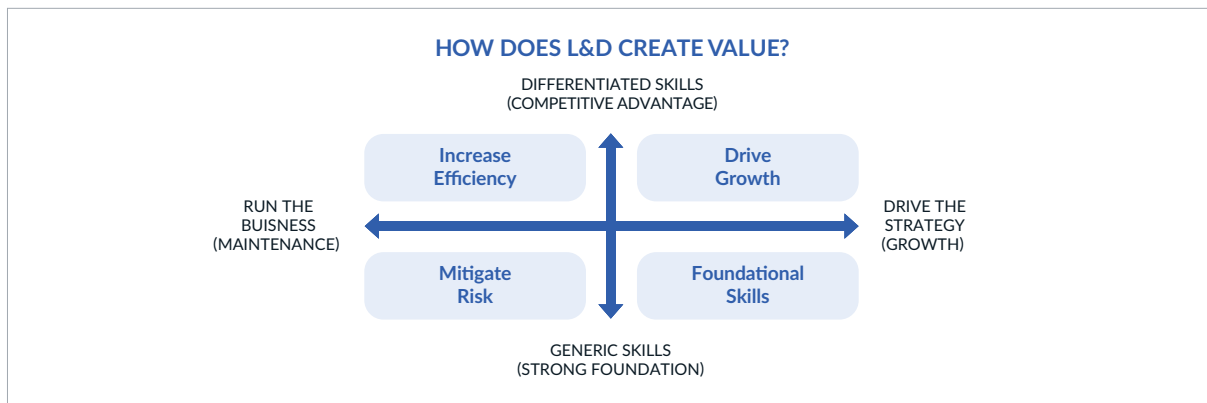 HOW DOES L&D CREATE VALUE?
DIFFERENTIATED SKILLS
(COMPETITIVE ADVANTAGE)
Increase
Efficiency
Drive
Growth
RUN THE
BUISNESS
(MAINTENANCE)
DRIVE THE
STRATEGY
(GROWTH)
Mitigate
Risk
Foundational
Skills
GENERIC SKILLS
(STRONG FOUNDATION)